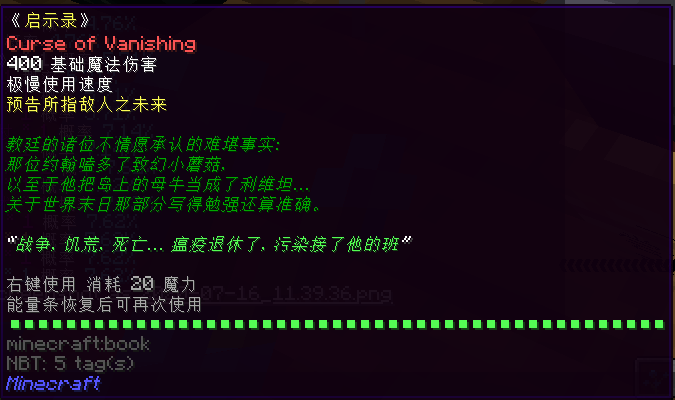 《启示录》
Curse of Vanishing
400 基础魔法伤害
极慢使用速度
预告所指敌人之未来
教廷的诸位不情愿承认的难堪事实:
那位约翰嗑多了致幻小蘑菇,
以至于他把岛上的母牛当成了利维坦...
关于世界末日那部分写得勉强还算准确。
"战争, 饥荒, 死亡... 瘟疫退休了, 污染接了他的班"
右键使用 消耗 20 魔力
07-16_11.39.36.png
能量条恢复后可再次使用
minecraft:book
NBT: 5 tag(s)
Minecraft